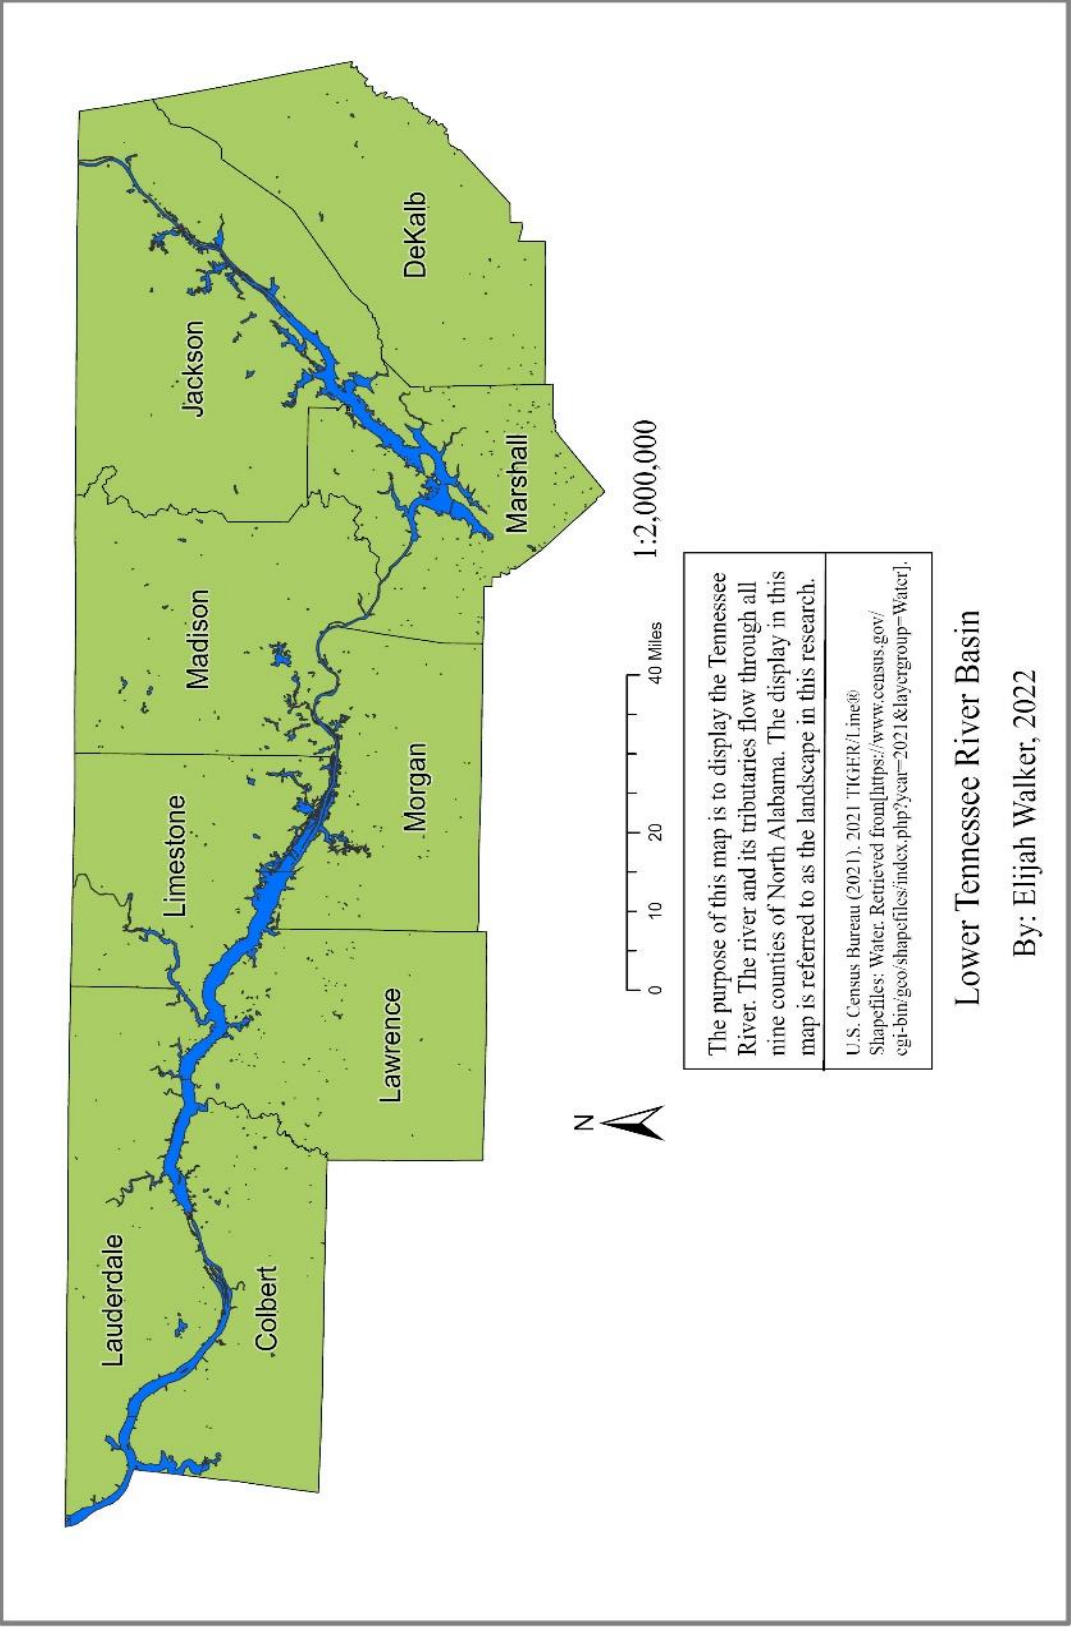 Lauderdale
Limestone
Madison
Jackson
Colbert
Lawrence
Morgan
Marshall
DeKalb
N
0 10 20 40 Miles
1:2,000,000
The purpose of this map is to display the Tennessee
River. The river and its tributaries flow through all
nine counties of North Alabama. The display in this
map is referred to as the landscape in this research.
U.S. Census Bureau (2021). 2021 TIGER/Line®
Shapefiles: Water. Retrieved from[https://www.census.gov/
cgi-bin/geo/shapefiles/index.php?year=2021&layergroup=Water].
Lower Tennessee River Basin
By: Elijah Walker, 2022